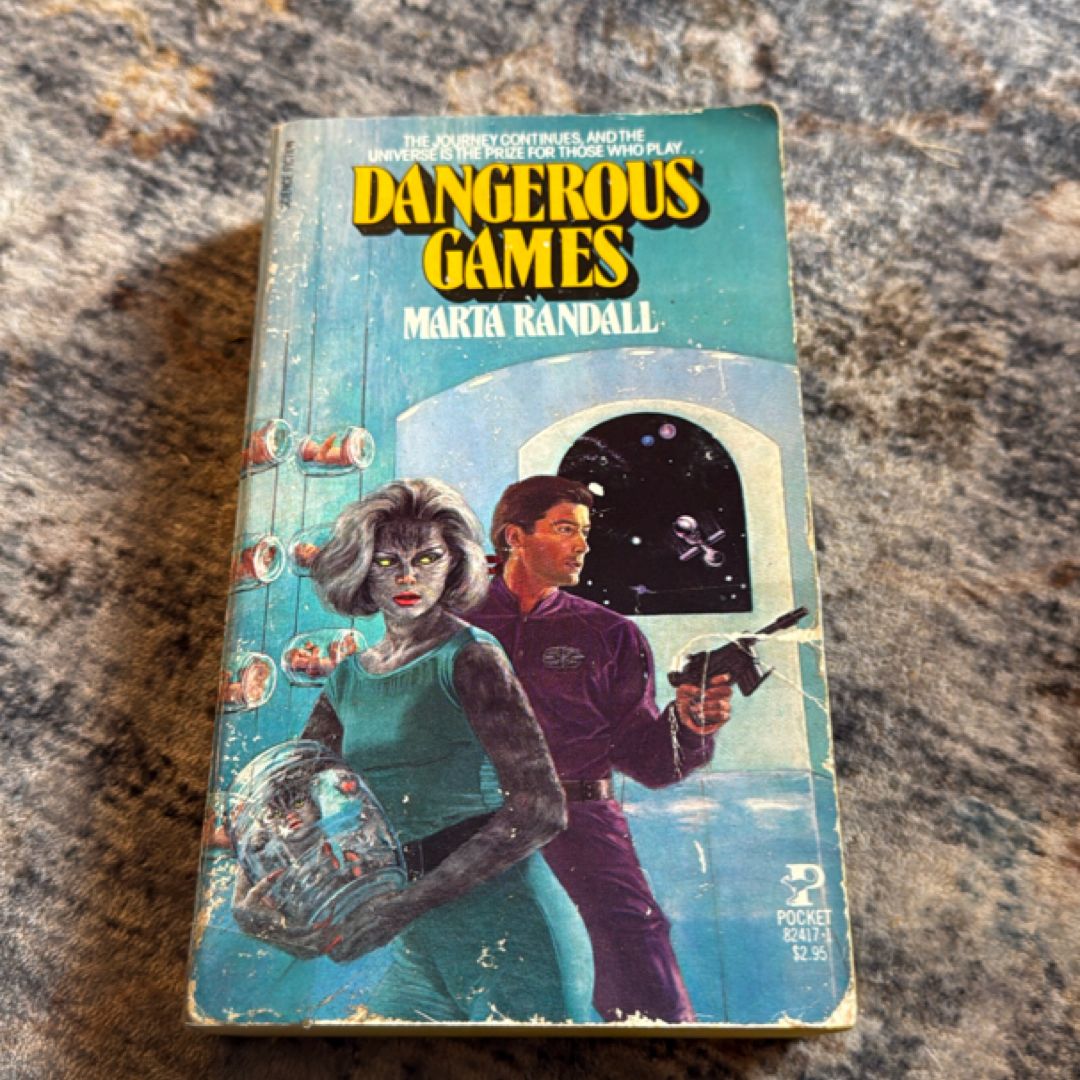 THE JOURNEY CONTINUES, AND THE
UNIVERSE IS THE PRIZE FOR THOSE WHO PLAY...
DANGEROUS
GAMES
MARTA RANDALL
P
POCKET
82417-1
$2.95